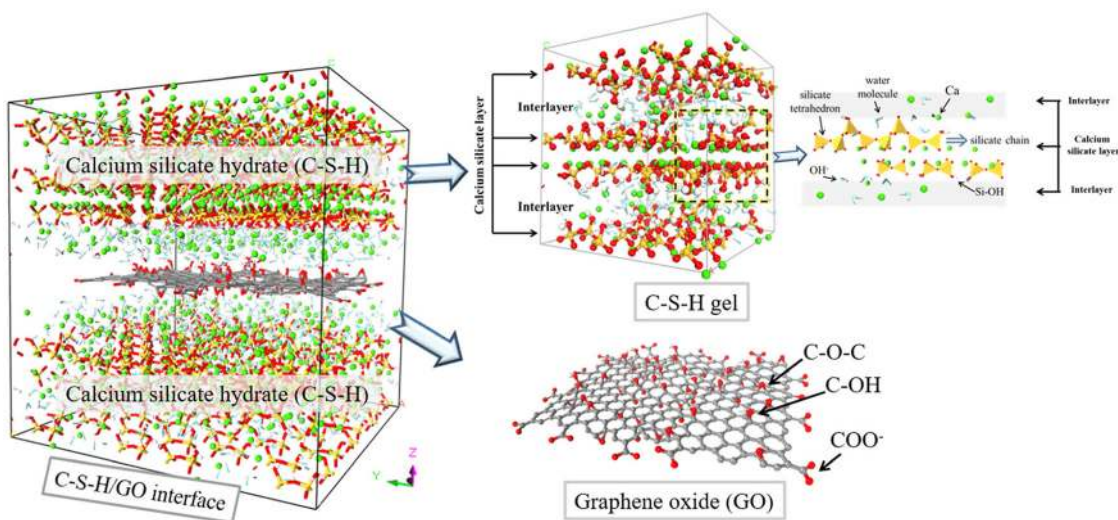 Calcium silicate hydrate (C-S-H)
Calcium silicate hydrate (C-S-H)
C-S-H/GO interface
Z
Y
Calcium silicate layer
Interlayer
Interlayer
C-S-H gel
silicate
tetrahedron
water
molecule
Ca
OH-
silicate chain
Si-OH
Interlayer
Calcium
silicate layer
Interlayer
C-O-C
C-OH
COO-
Graphene oxide (GO)